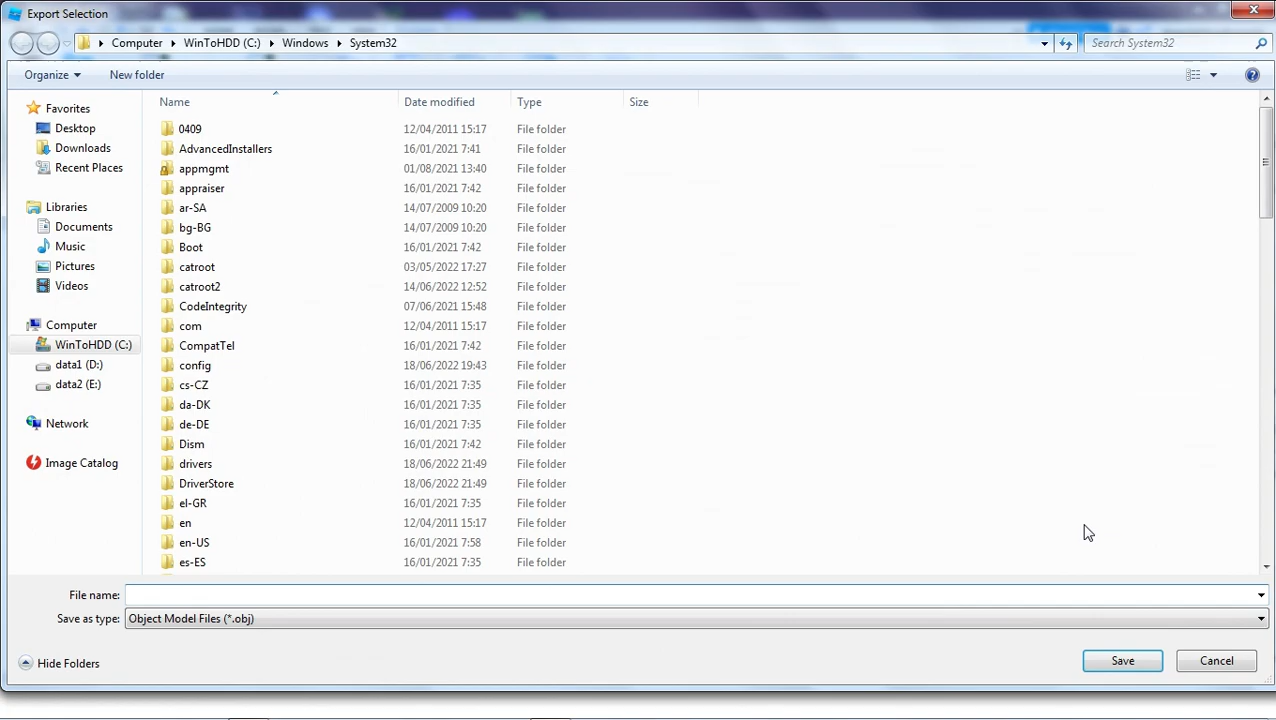 Export Selection
Computer WinToHDD (C:) Windows System32 Search System32
Organize New folder
Name Date modified Type Size
Favorites
Desktop
Downloads
Recent Places
Libraries
Documents
Music
Pictures
Videos
Computer
WinToHDD (C:)
data1 (D:)
data2 (E:)
Network
Image Catalog
0409 12/04/2011 15:17 File folder
AdvancedInstallers 16/01/2021 7:41 File folder
appmgmt 01/08/2021 13:40 File folder
appraiser 16/01/2021 7:42 File folder
ar-SA 14/07/2009 10:20 File folder
bg-BG 14/07/2009 10:20 File folder
Boot 16/01/2021 7:42 File folder
catroot 03/05/2022 17:27 File folder
catroot2 14/06/2022 12:52 File folder
CodeIntegrity 07/06/2021 15:48 File folder
com 12/04/2011 15:17 File folder
CompatTel 16/01/2021 7:42 File folder
config 18/06/2022 19:43 File folder
cs-CZ 16/01/2021 7:35 File folder
da-DK 16/01/2021 7:35 File folder
de-DE 16/01/2021 7:35 File folder
Dism 16/01/2021 7:42 File folder
drivers 18/06/2022 21:49 File folder
DriverStore 18/06/2022 21:49 File folder
el-GR 16/01/2021 7:35 File folder
en 12/04/2011 15:17 File folder
en-US 16/01/2021 7:58 File folder
es-ES 16/01/2021 7:35 File folder
File name:
Save as type: Object Model Files (*.obj)
Hide Folders Save Cancel